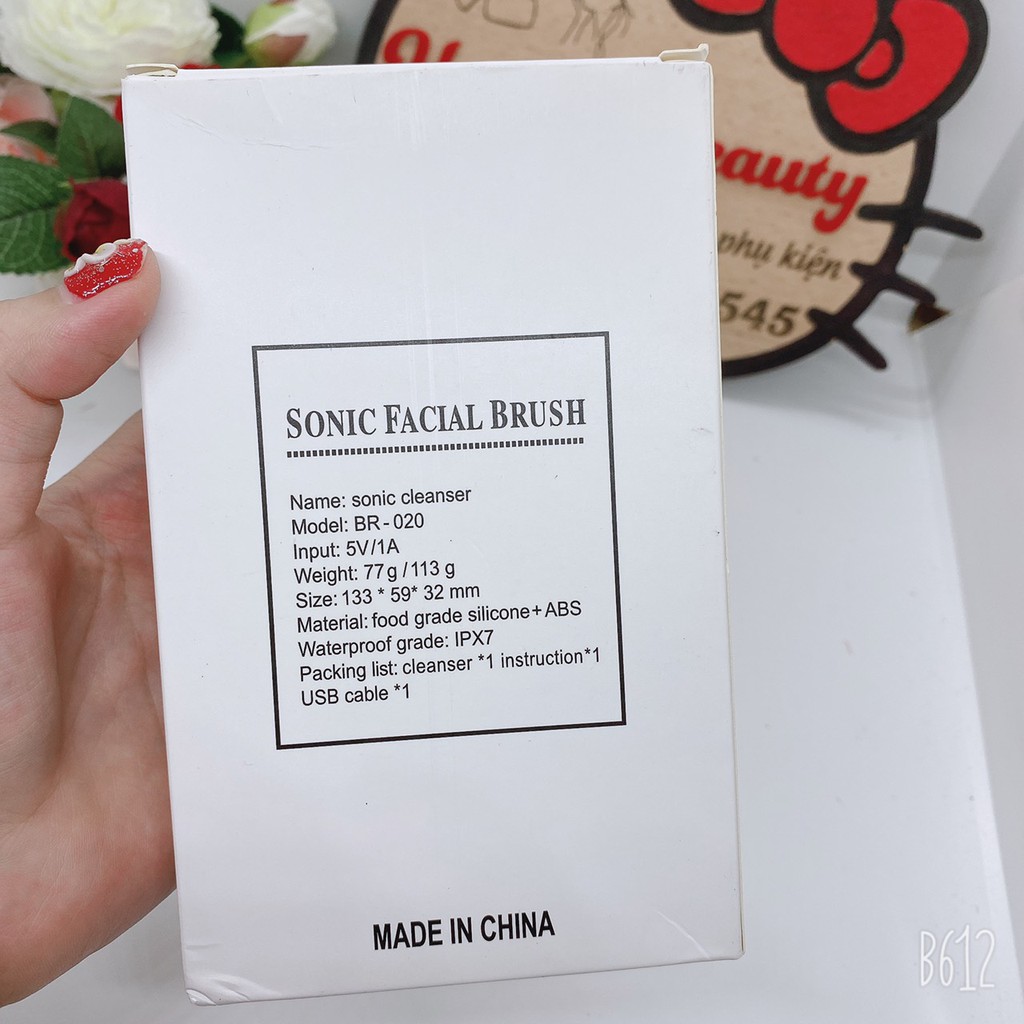 eauty
phụ kiện
545
SONIC FACIAL BRUSH
Name: sonic cleanser
Model: BR-020
Input: 5V/1A
Weight: 77g/113 g
Size: 133 * 59* 32 mm
Material: food grade silicone+ABS
Waterproof grade: IPX7
Packing list: cleanser *1 instruction*1
USB cable *1
MADE IN CHINA
B612